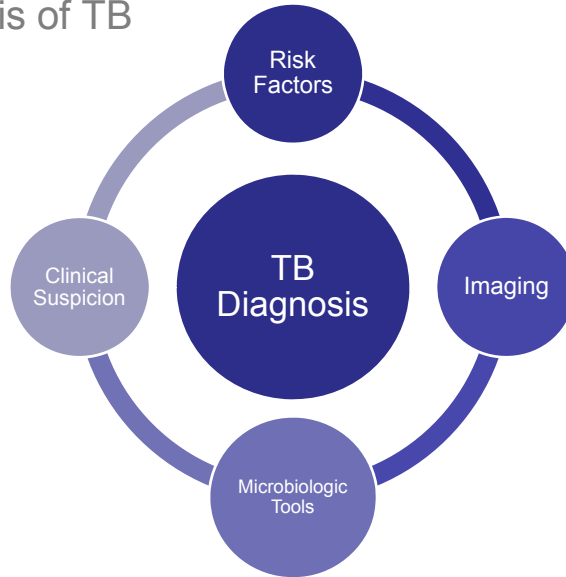 is of TB
Risk
Factors
Clinical
Suspicion
TB
Diagnosis
Imaging
Microbiologic
Tools